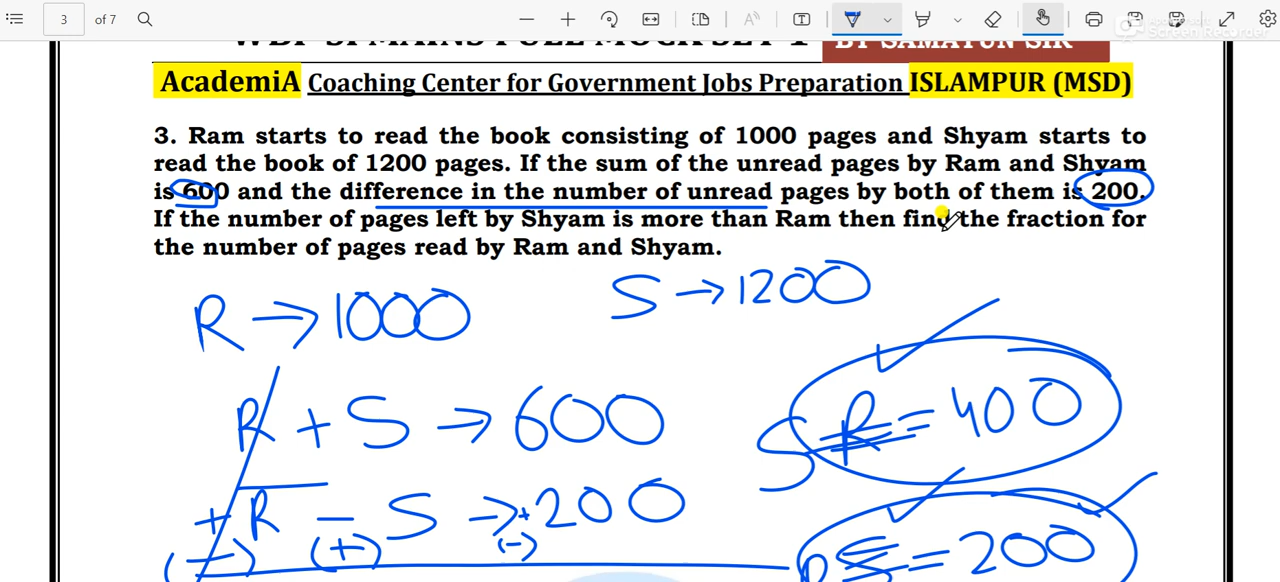 3 of 7
AcademiA Coaching Center for Government Jobs Preparation ISLAMPUR (MSD)
3. Ram starts to read the book consisting of 1000 pages and Shyam starts to
read the book of 1200 pages. If the sum of the unread pages by Ram and Shyam
is 600 and the difference in the number of unread pages by both of them is 200.
If the number of pages left by Shyam is more than Ram then find the fraction for
the number of pages read by Ram and Shyam.
R → 1000
S → 1200
R + S → 600
S = 400
+ R - S → + 200
(-) (+) (-)
R = 200
Screen Recorder